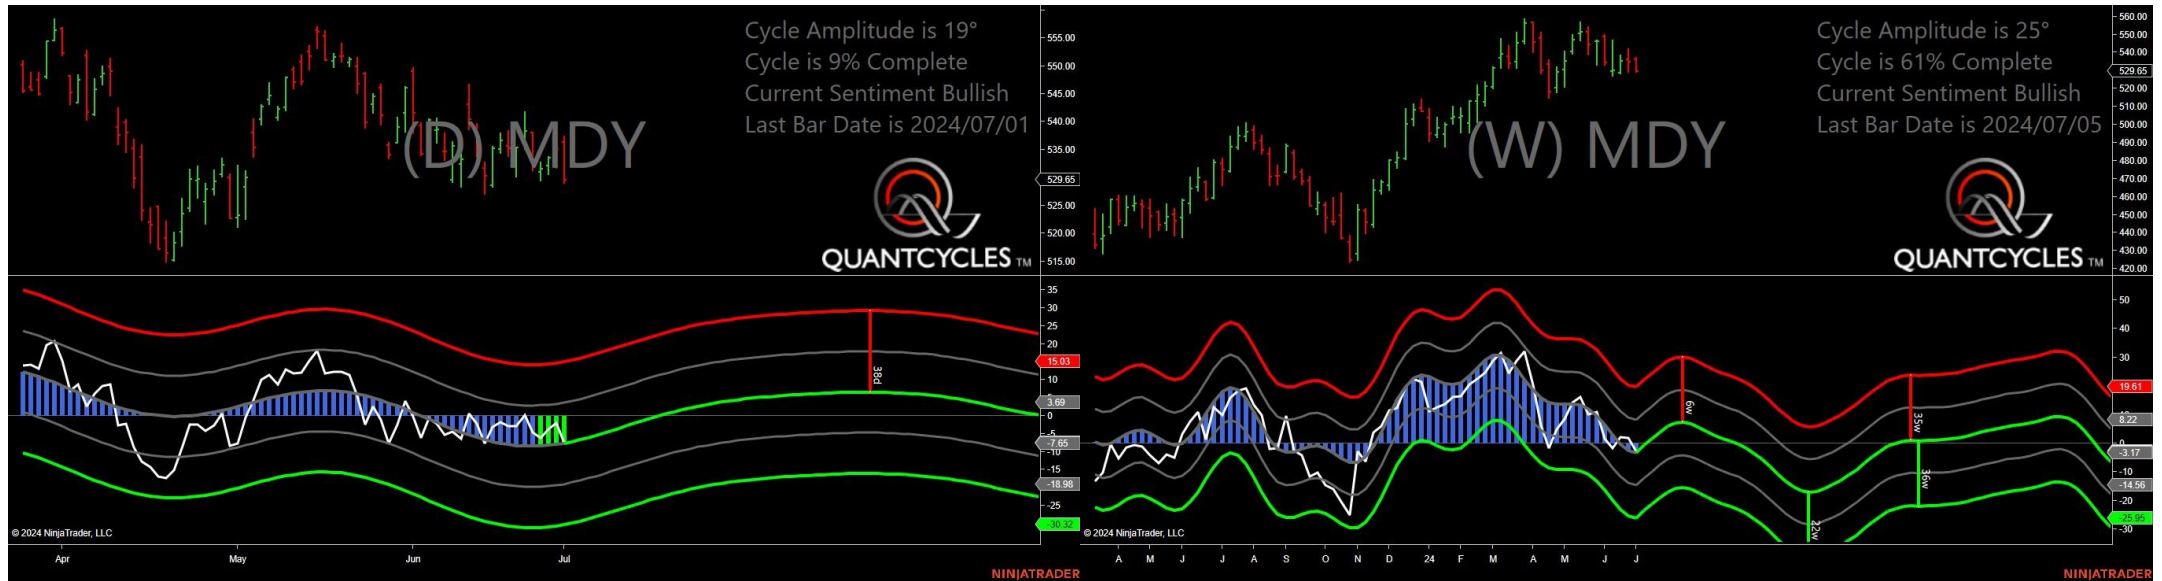 Cycle Amplitude is 19°
Cycle is 9% Complete
Current Sentiment Bullish
Last Bar Date is 2024/07/01
(D) MDY
QUANTCYCLES TM
555.00
550.00
545.00
540.00
535.00
529.65
525.00
520.00
515.00
35
30
25
20
15.03
10
3.69
0
-5
-7.65
-10
-15
-18.98
-25
-30.32
38d
© 2024 NinjaTrader, LLC
Apr May Jun Jul
NINJATRADER
Cycle Amplitude is 25°
Cycle is 61% Complete
Current Sentiment Bullish
Last Bar Date is 2024/07/05
(W) MDY
QUANTCYCLES TM
560.00
550.00
540.00
529.65
520.00
510.00
500.00
490.00
480.00
470.00
460.00
450.00
440.00
430.00
420.00
50
40
30
19.61
8.22
0
-3.17
-10
-14.56
-20
-25.95
-30
6w
35w
36w
22w
© 2024 NinjaTrader, LLC
A M J J A S O N D 24 F M A M J J
NINJATRADER